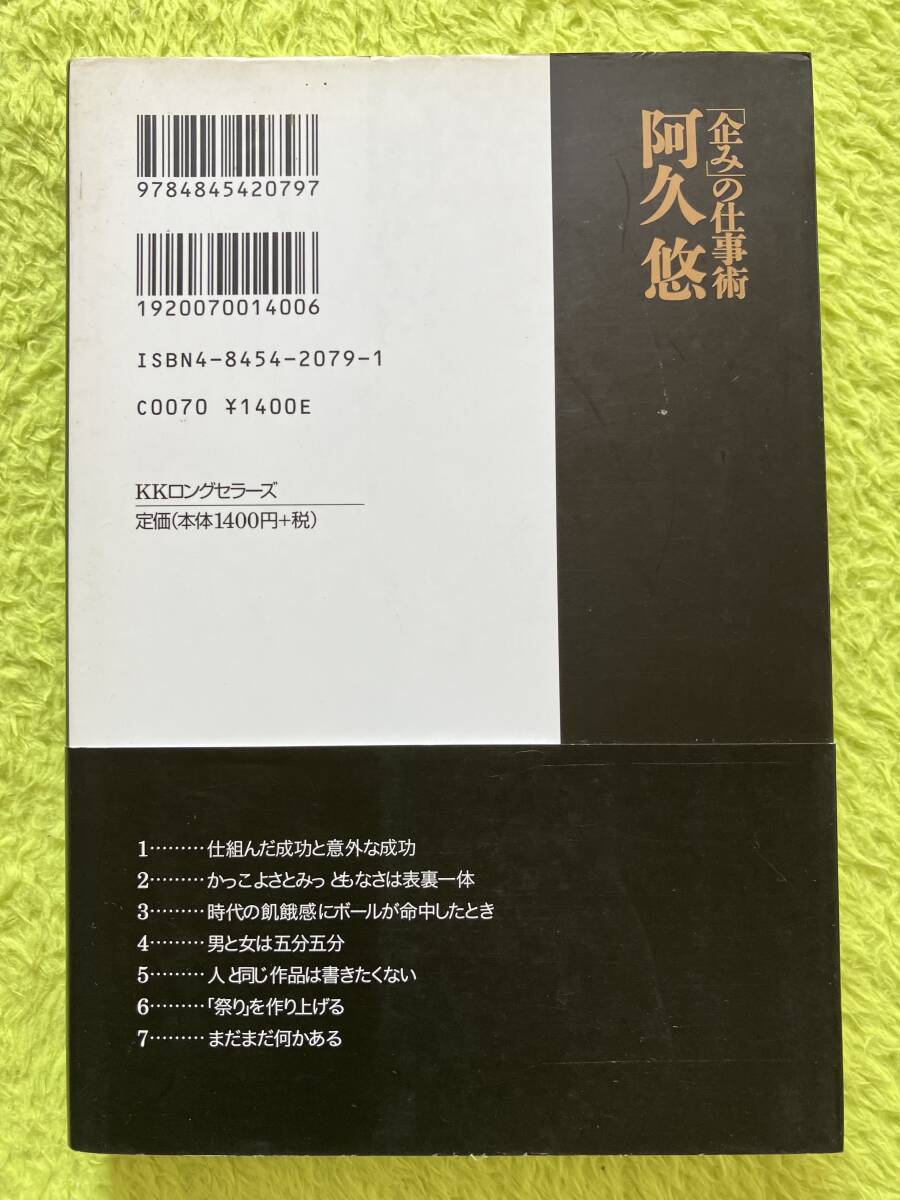 「企み」の仕事術
阿久 悠
9784845420797
1920070014006
ISBN4-8454-2079-1
C0070 ¥1400E
KKロングセラーズ
定価(本体1400円+税)
1………仕組んだ成功と意外な成功
2………かっこよさとみっともなさは表裏一体
3………時代の飢餓感にボールが命中したとき
4………男と女は五分五分
5………人と同じ作品は書きたくない
6………「祭り」を作り上げる
7………まだまだ何かある